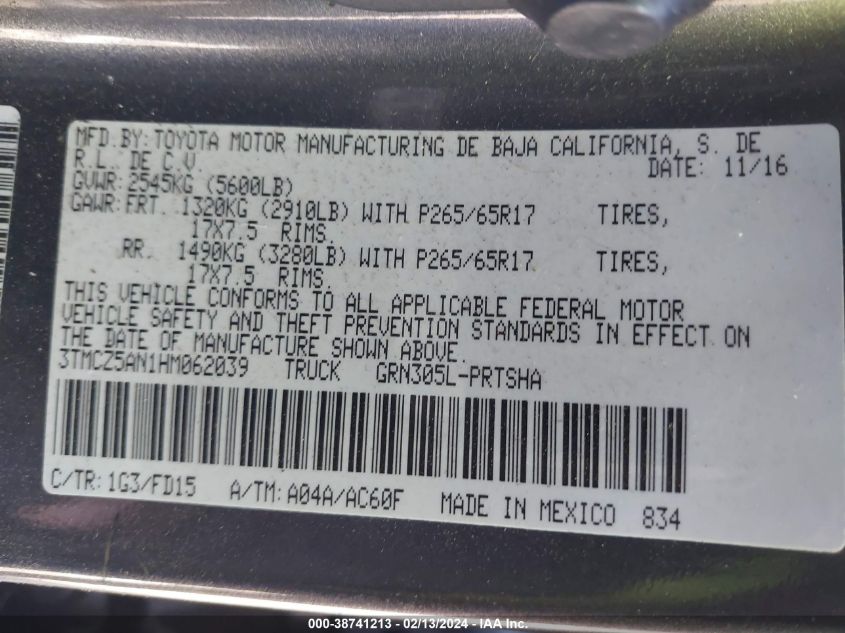 MFD. BY: TOYOTA MOTOR MANUFACTURING DE BAJA CALIFORNIA, S. DE
R.L. DE C.V
DATE: 11/16
GVWR: 2545KG (5600LB)
GAWR: FRT. 1320KG (2910LB) WITH P265/65R17 TIRES,
17X7.5 RIMS.
RR. 1490KG (3280LB) WITH P265/65R17 TIRES,
17X7.5 RIMS.
THIS VEHICLE CONFORMS TO ALL APPLICABLE FEDERAL MOTOR
VEHICLE SAFETY AND THEFT PREVENTION STANDARDS IN EFFECT ON
THE DATE OF MANUFACTURE SHOWN ABOVE.
3TMCZ5AN1HM062039 TRUCK GRN305L-PRTSHA
C/TR: 1G3/FD15 A/TM: A04A/AC60F MADE IN MEXICO 834
000-38741213 - 02/13/2024 - IAA Inc.